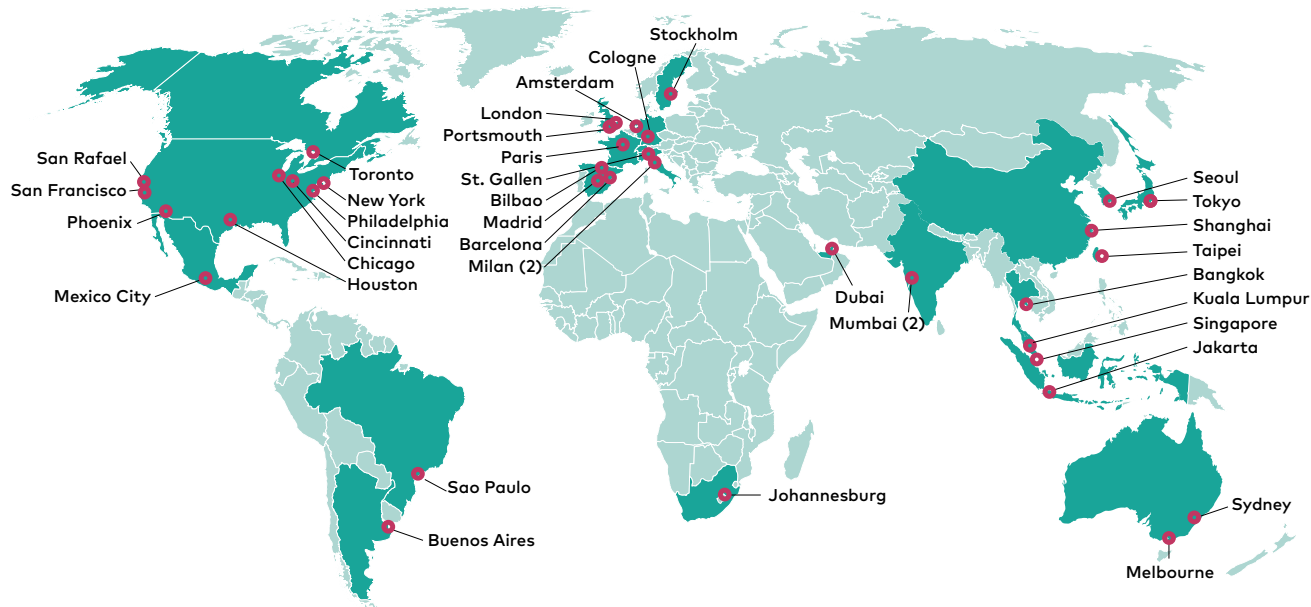 Stockholm
Cologne
Amsterdam
London
Portsmouth
Paris
St. Gallen
Bilbao
Madrid
Barcelona
Milan (2)
San Rafael
San Francisco
Phoenix
Mexico City
Toronto
New York
Philadelphia
Cincinnati
Chicago
Houston
Sao Paulo
Buenos Aires
Johannesburg
Dubai
Mumbai (2)
Seoul
Tokyo
Shanghai
Taipei
Bangkok
Kuala Lumpur
Singapore
Jakarta
Sydney
Melbourne